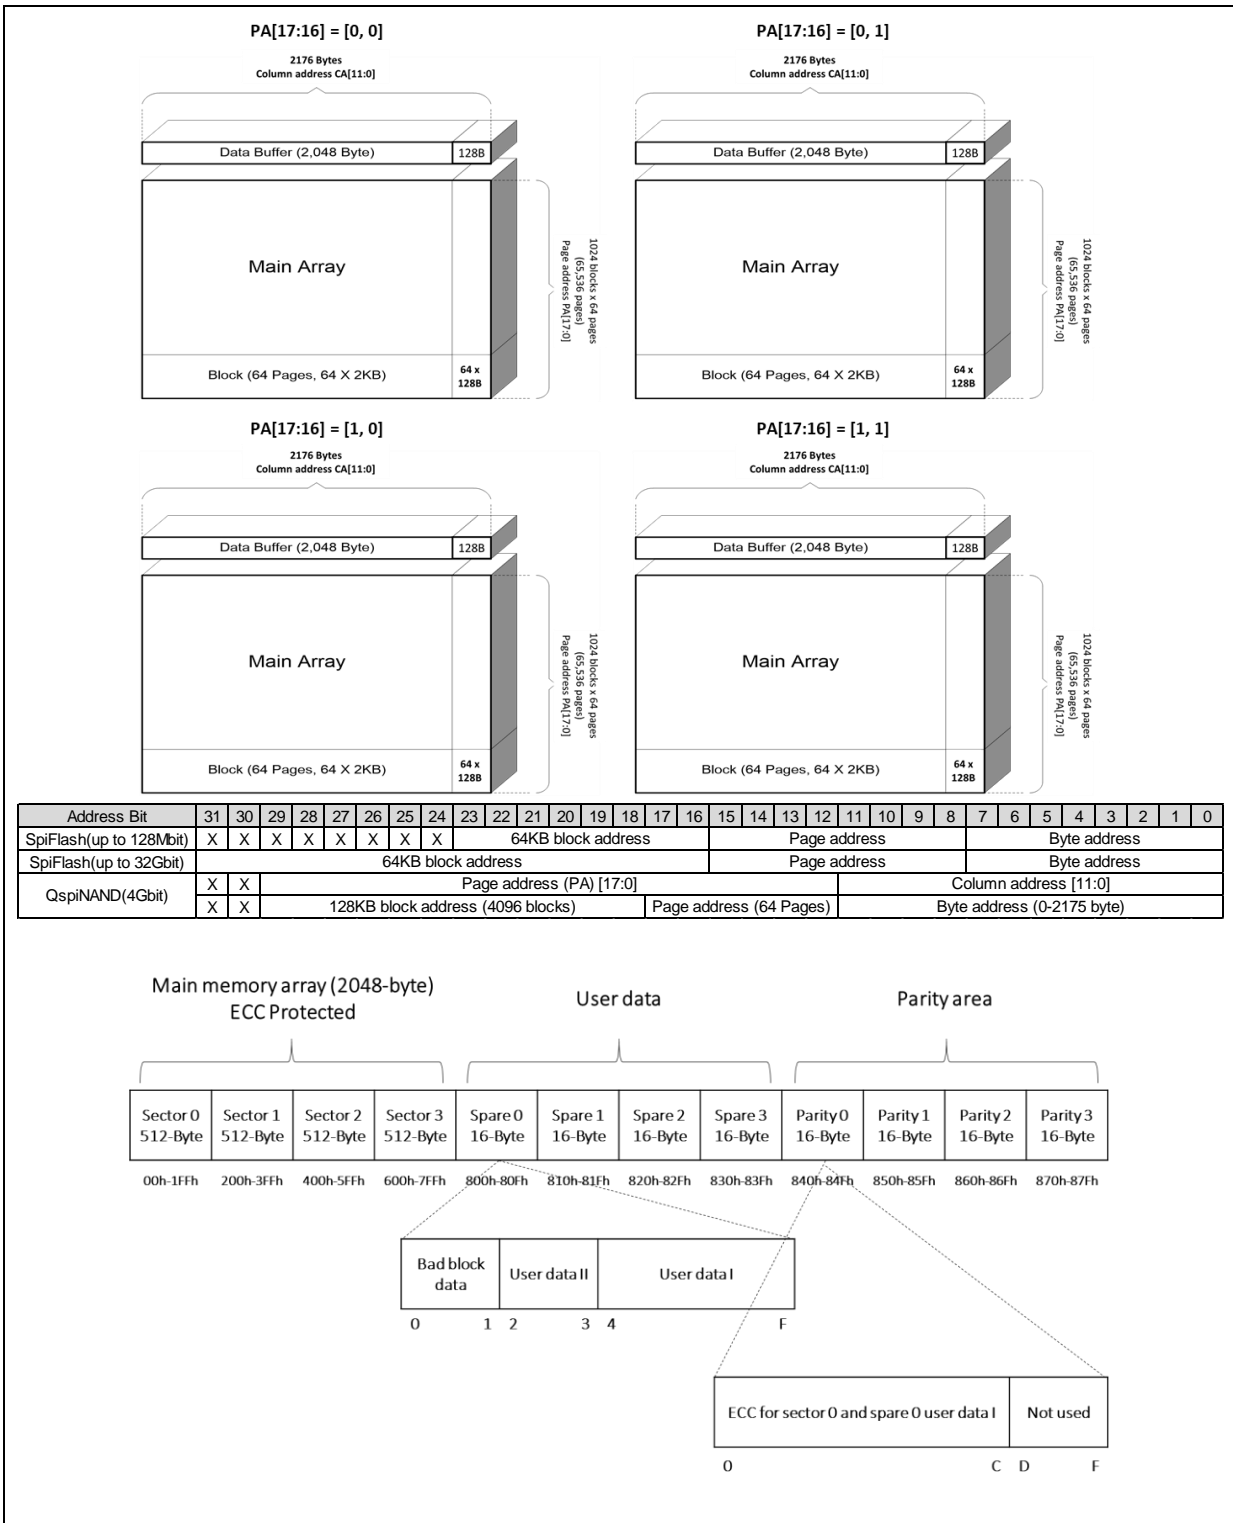 PA[17:16] = [0, 0]
2176 Bytes
Column address CA[11:0]
Data Buffer (2,048 Byte)
128B
Main Array
1024 blocks x 64 pages
(65,536 pages)
Page address PA[17:0]
Block (64 Pages, 64 X 2KB)
64 x
128B
PA[17:16] = [0, 1]
2176 Bytes
Column address CA[11:0]
Data Buffer (2,048 Byte)
128B
Main Array
1024 blocks x 64 pages
(65,536 pages)
Page address PA[17:0]
Block (64 Pages, 64 X 2KB)
64 x
128B
PA[17:16] = [1, 0]
2176 Bytes
Column address CA[11:0]
Data Buffer (2,048 Byte)
128B
Main Array
1024 blocks x 64 pages
(65,536 pages)
Page address PA[17:0]
Block (64 Pages, 64 X 2KB)
64 x
128B
PA[17:16] = [1, 1]
2176 Bytes
Column address CA[11:0]
Data Buffer (2,048 Byte)
128B
Main Array
1024 blocks x 64 pages
(65,536 pages)
Page address PA[17:0]
Block (64 Pages, 64 X 2KB)
64 x
128B
Address Bit 31 30 29 28 27 26 25 24 23 22 21 20 19 18 17 16 15 14 13 12 11 10 9 8 7 6 5 4 3 2 1 0
SpiFlash(up to 128Mbit) X X X X X X X X 64KB block address Page address Byte address
SpiFlash(up to 32Gbit) 64KB block address Page address Byte address
QspiNAND(4Gbit) X X Page address (PA) [17:0] Column address [11:0]
X X 128KB block address (4096 blocks) Page address (64 Pages) Byte address (0-2175 byte)
Main memory array (2048-byte)
ECC Protected
User data
Parity area
Sector 0 Sector 1 Sector 2 Sector 3 Spare 0 Spare 1 Spare 2 Spare 3 Parity 0 Parity 1 Parity 2 Parity 3
512-Byte 512-Byte 512-Byte 512-Byte 16-Byte 16-Byte 16-Byte 16-Byte 16-Byte 16-Byte 16-Byte 16-Byte
00h-1FFh 200h-3FFh 400h-5FFh 600h-7FFh 800h-80Fh 810h-81Fh 820h-82Fh 830h-83Fh 840h-84Fh 850h-85Fh 860h-86Fh 870h-87Fh
Bad block
data
User data II
User data I
0 1 2 3 4 F
ECC for sector 0 and spare 0 user data I
Not used
0 C D F